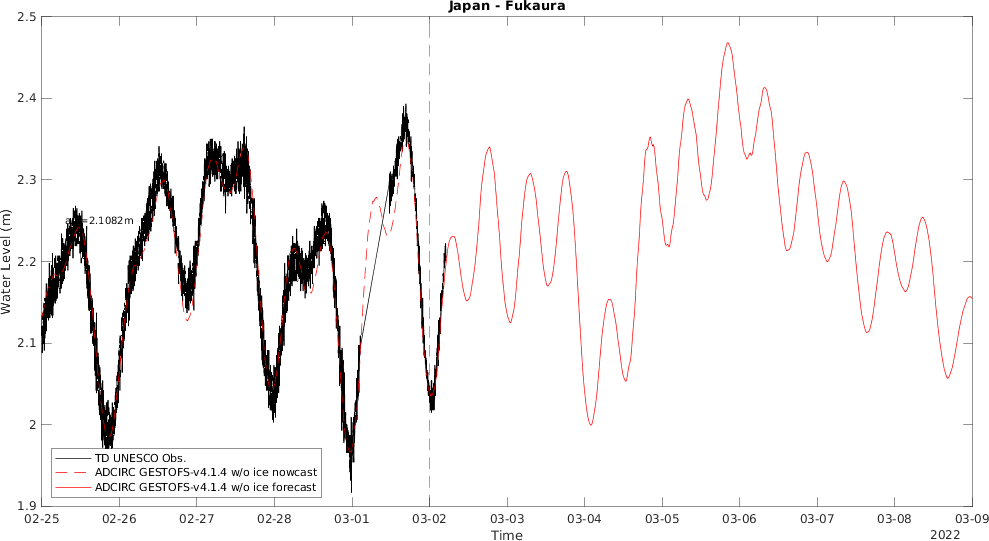 Japan - Fukaura
Water Level (m)
2.5
2.4
2.3
2.2
2.1
2
1.9
=2.1082m
TD UNESCO Obs.
ADCIRC GESTOFS-v4.1.4 w/o ice nowcast
ADCIRC GESTOFS-v4.1.4 w/o ice forecast
02-25 02-26 02-27 02-28 03-01 03-02 03-03 03-04 03-05 03-06 03-07 03-08 03-09
Time
2022